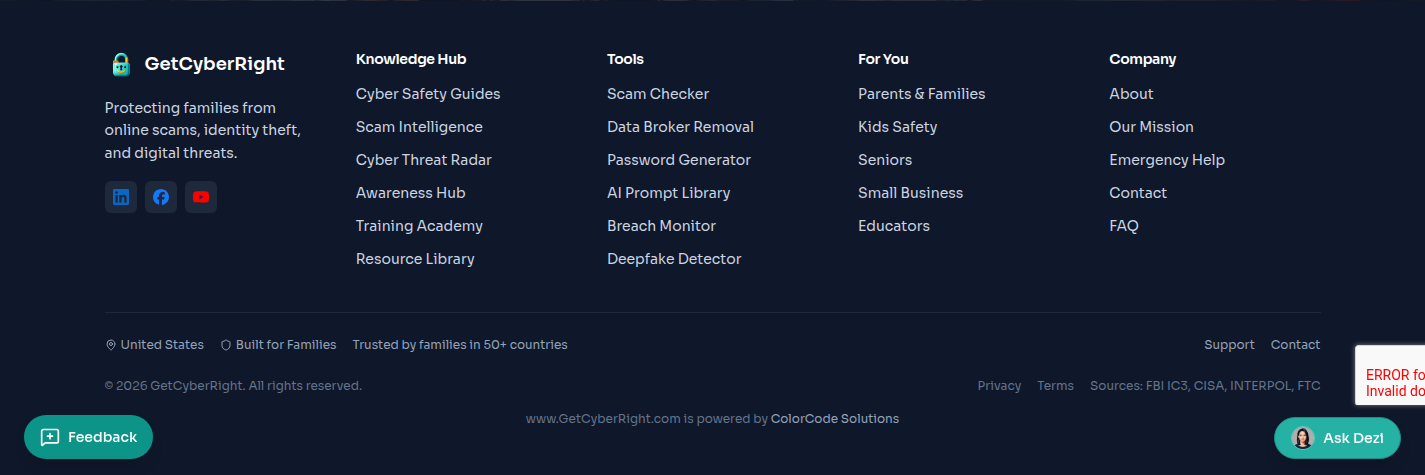 GetCyberRight
Protecting families from
online scams, identity theft,
and digital threats.
Knowledge Hub
Cyber Safety Guides
Scam Intelligence
Cyber Threat Radar
Awareness Hub
Training Academy
Resource Library
Tools
Scam Checker
Data Broker Removal
Password Generator
AI Prompt Library
Breach Monitor
Deepfake Detector
For You
Parents & Families
Kids Safety
Seniors
Small Business
Educators
Company
About
Our Mission
Emergency Help
Contact
FAQ
United States Built for Families Trusted by families in 50+ countries
Support Contact
© 2026 GetCyberRight. All rights reserved.
Privacy Terms Sources: FBI IC3, CISA, INTERPOL, FTC
www.GetCyberRight.com is powered by ColorCode Solutions
ERROR fo
Invalid do
Feedback
Ask Dezi